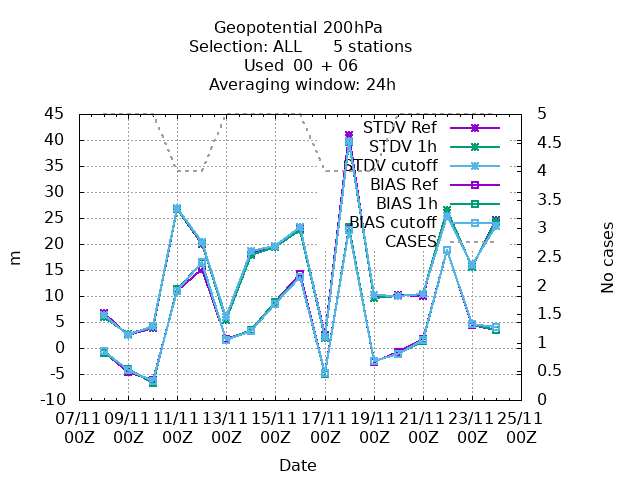 Geopotential 200hPa
Selection: ALL 5 stations
Used 00 + 06
Averaging window: 24h
45
40
35
30
25
20
15
10
5
0
-5
-10
m
5
4.5
4
3.5
3
2.5
2
1.5
1
0.5
0
No cases
STDV Ref
STDV 1h
STDV cutoff
BIAS Ref
BIAS 1h
BIAS cutoff
CASES
07/11 09/11 11/11 13/11 15/11 17/11 19/11 21/11 23/11 25/11
00Z 00Z 00Z 00Z 00Z 00Z 00Z 00Z 00Z 00Z
Date